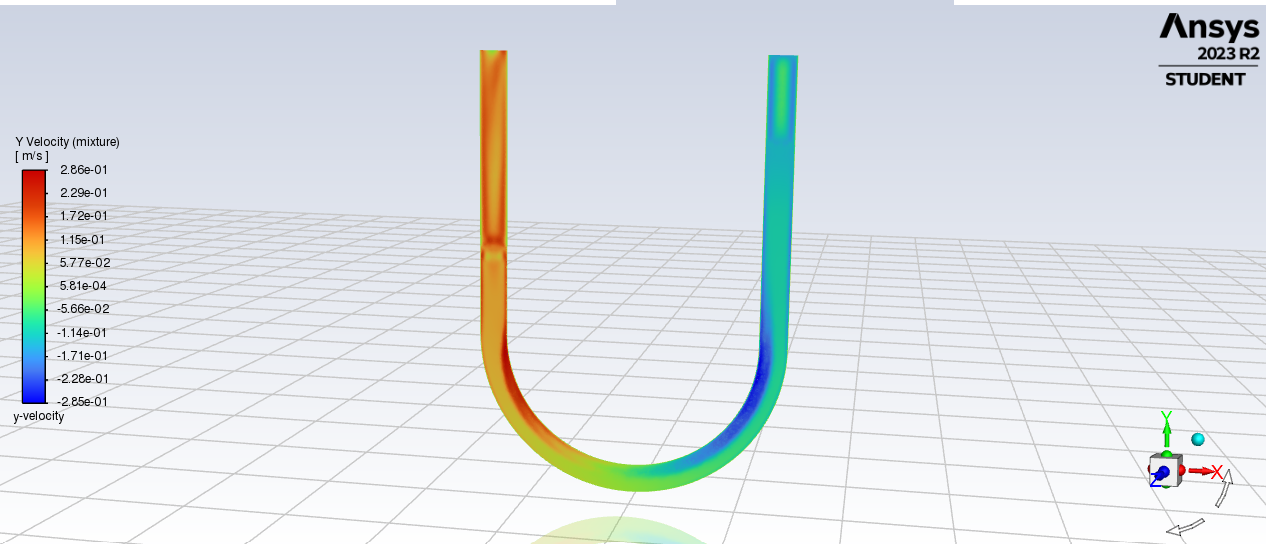 Ansys
2023 R2
STUDENT
Y Velocity (mixture)
[ m/s ]
2.86e-01
2.29e-01
1.72e-01
1.15e-01
5.77e-02
5.81e-04
-5.66e-02
-1.14e-01
-1.71e-01
-2.28e-01
-2.85e-01
y-velocity
Y
X
Z